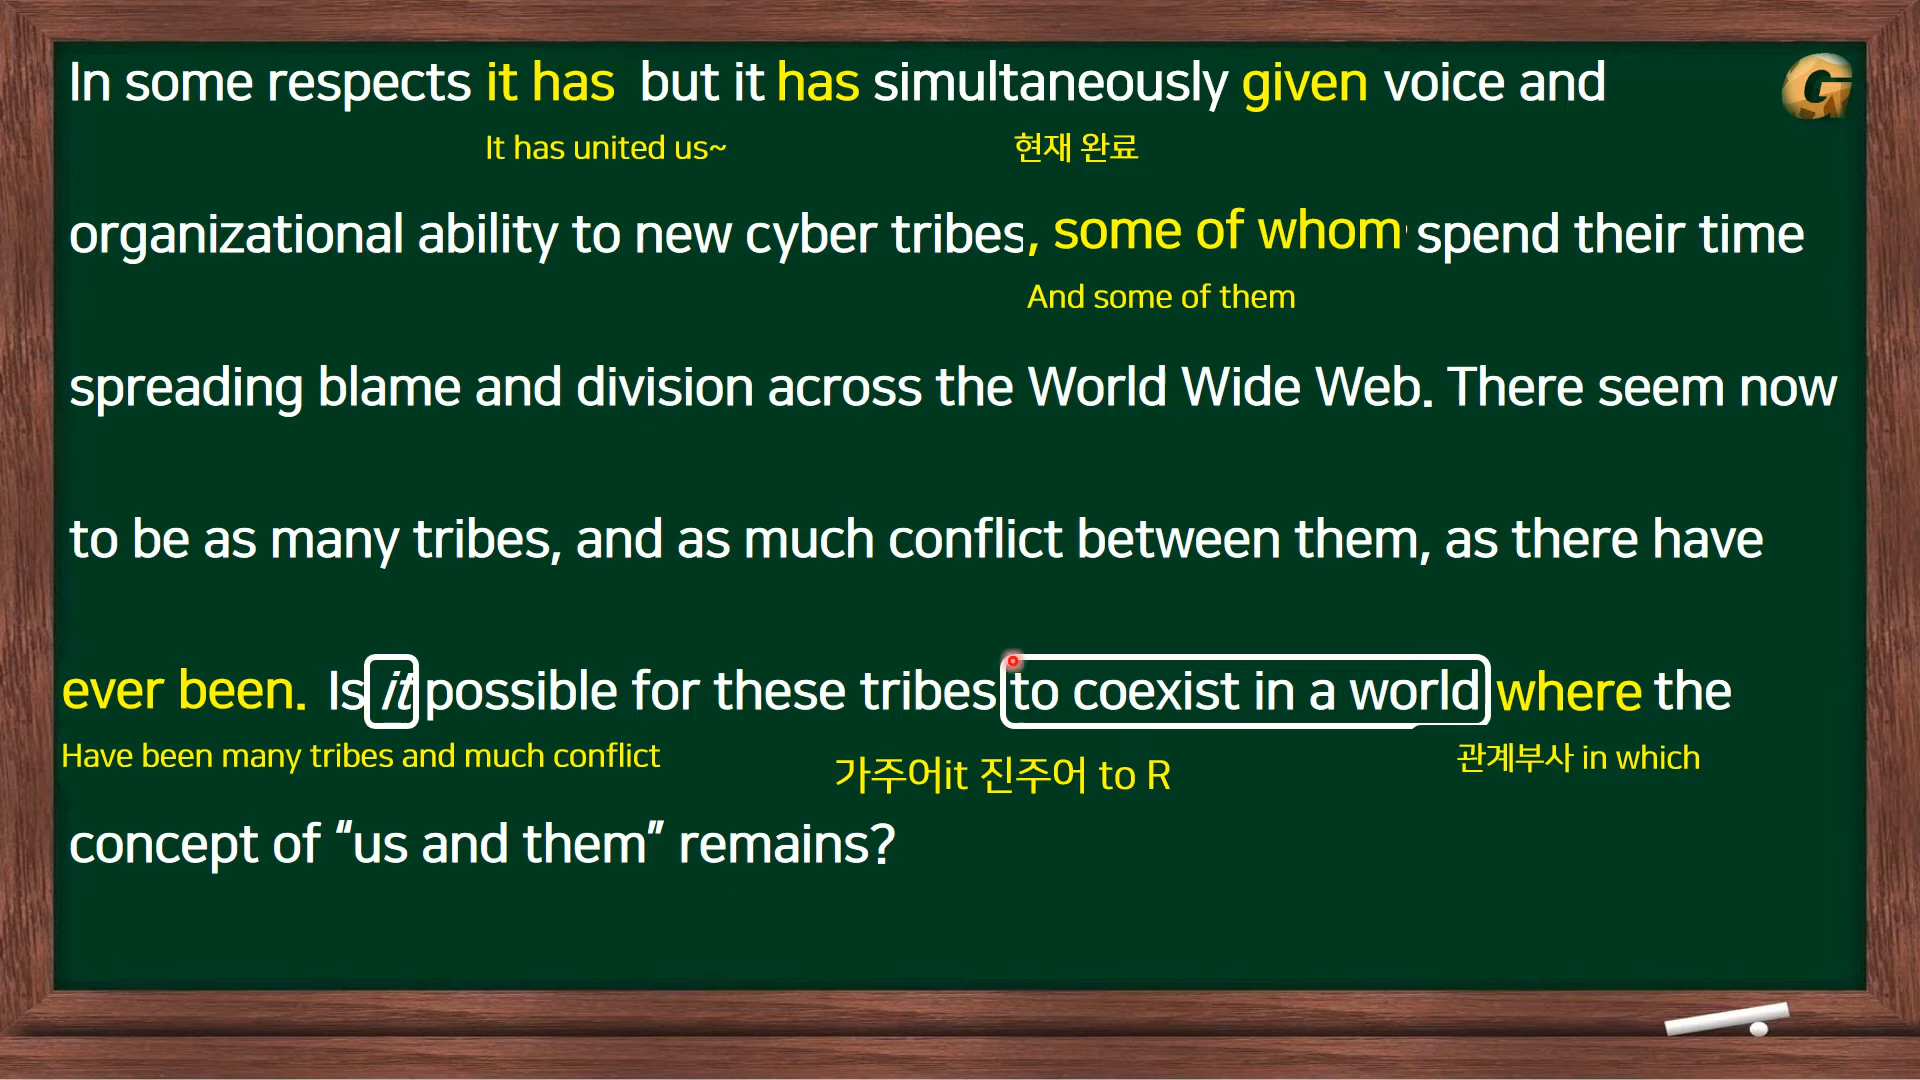 In some respects it has but it has simultaneously given voice and
It has united us~ 현재 완료
organizational ability to new cyber tribes, some of whom spend their time
And some of them
spreading blame and division across the World Wide Web. There seem now
to be as many tribes, and as much conflict between them, as there have
ever been. Is it possible for these tribes to coexist in a world where the
Have been many tribes and much conflict 가주어it 진주어 to R 관계부사 in which
concept of “us and them” remains?
G